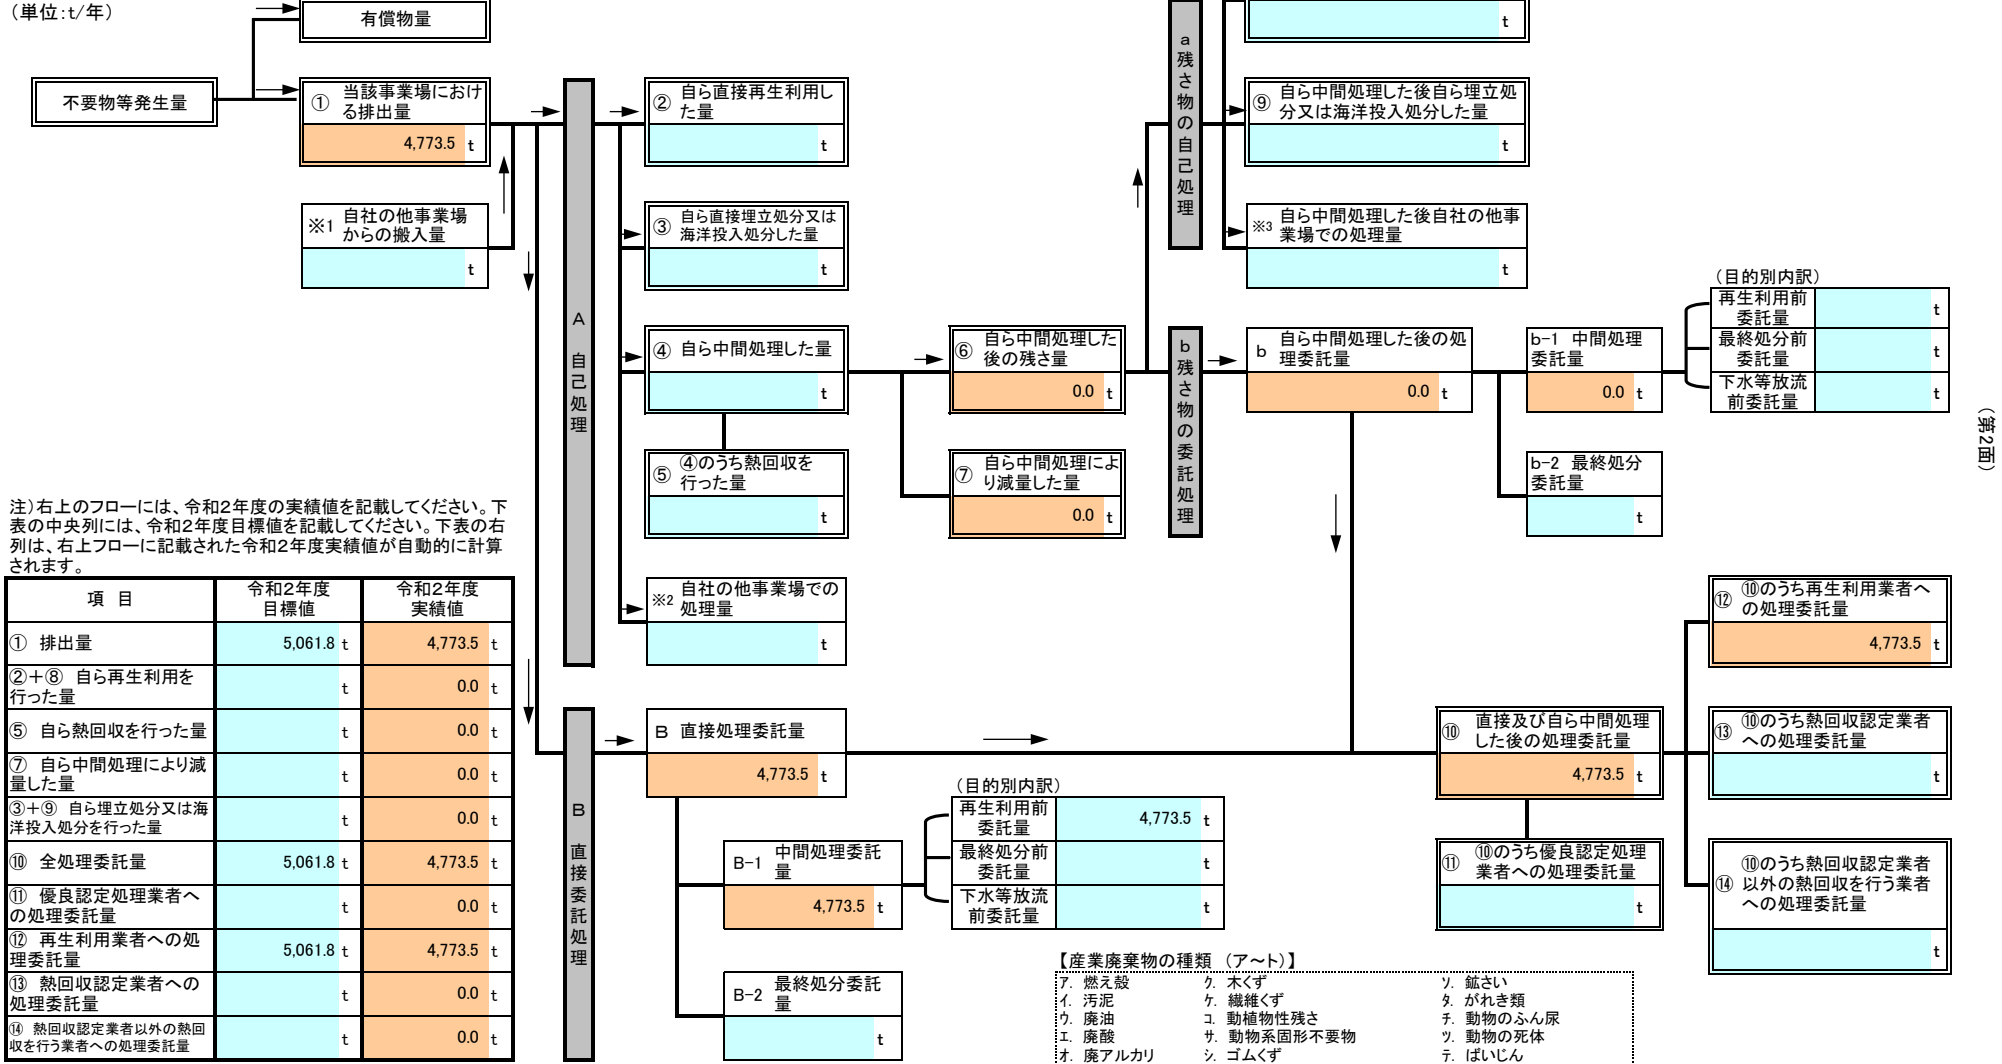 (単位:t/年)
有償物量
t
不要物等発生量
① 当該事業場におけ
る排出量
4,773.5 t
※1 自社の他事業場
からの搬入量
t
A 自己処理
② 自ら直接再生利用し
た量
t
③ 自ら直接埋立処分又は
海洋投入処分した量
t
④ 自ら中間処理した量
t
⑤ ④のうち熱回収を
行った量
t
※2 自社の他事業場での
処理量
t
⑥ 自ら中間処理した
後の残さ量
0.0 t
⑦ 自ら中間処理によ
り減量した量
0.0 t
a残さ物の自己処理
⑨ 自ら中間処理した後自ら埋立処
分又は海洋投入処分した量
t
※3 自ら中間処理した後自社の他事
業場での処理量
t
b残さ物の委託処理
b 自ら中間処理した後の処
理委託量
0.0 t
b-1 中間処理
委託量
0.0 t
b-2 最終処分
委託量
t
(目的別内訳)
再生利用前
委託量
t
最終処分前
委託量
t
下水等放流
前委託量
t
(第2面)
注)右上のフローには、令和2年度の実績値を記載してください。下
表の中央列には、令和2年度目標値を記載してください。下表の右
列は、右上フローに記載された令和2年度実績値が自動的に計算
されます。
項 目
令和2年度
目標値
令和2年度
実績値
① 排出量 5,061.8 t 4,773.5 t
②+⑧ 自ら再生利用を
行った量
t 0.0 t
⑤ 自ら熱回収を行った量 t 0.0 t
⑦ 自ら中間処理により減
量した量
t 0.0 t
③+⑨ 自ら埋立処分又は海
洋投入処分を行った量
t 0.0 t
⑩ 全処理委託量 5,061.8 t 4,773.5 t
⑪ 優良認定処理業者へ
の処理委託量
t 0.0 t
⑫ 再生利用業者への処
理委託量
5,061.8 t 4,773.5 t
⑬ 熱回収認定業者への
処理委託量
t 0.0 t
⑭ 熱回収認定業者以外の熱回
収を行う業者への処理委託量
t 0.0 t
B 直接委託処理
B 直接処理委託量
4,773.5 t
B-1 中間処理委託
量
4,773.5 t
B-2 最終処分委託
量
t
(目的別内訳)
再生利用前
委託量
4,773.5 t
最終処分前
委託量
t
下水等放流
前委託量
t
⑩ 直接及び自ら中間処理
した後の処理委託量
4,773.5 t
⑪ ⑩のうち優良認定処理
業者への処理委託量
t
⑫ ⑩のうち再生利用業者へ
の処理委託量
4,773.5 t
⑬ ⑩のうち熱回収認定業者
への処理委託量
t
⑭ ⑩のうち熱回収認定業者
以外の熱回収を行う業者
への処理委託量
t
【産業廃棄物の種類 (ア~ト)】
ア. 燃え殻 ク. 木くず ソ. 鉱さい
イ. 汚泥 ケ. 繊維くず タ. がれき類
ウ. 廃油 コ. 動植物性残さ チ. 動物のふん尿
エ. 廃酸 サ. 動物系固形不要物 ツ. 動物の死体
オ. 廃アルカリ シ. ゴムくず テ. ばいじん